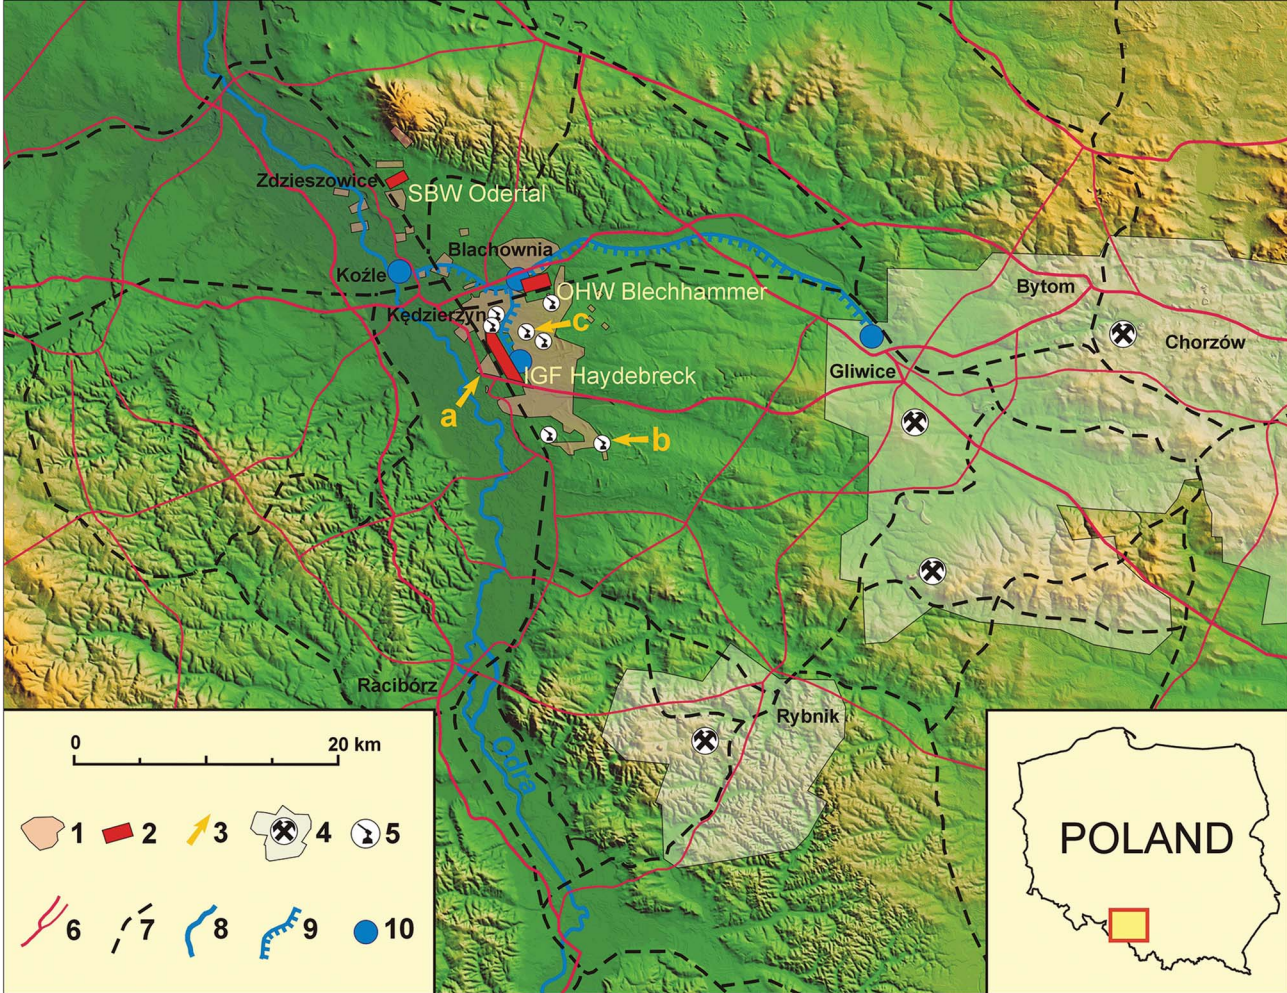 Zdzieszowice
SBW Odertal
Blachownia
Koźle
OHW Blechhammer
Kędzierzyn
c
Bytom
Chorzów
Gliwice
IGF Haydebreck
a
b
Racibórz
Rybnik
Odra
0 20 km
1 2 3 4 5
6 7 8 9 10
POLAND